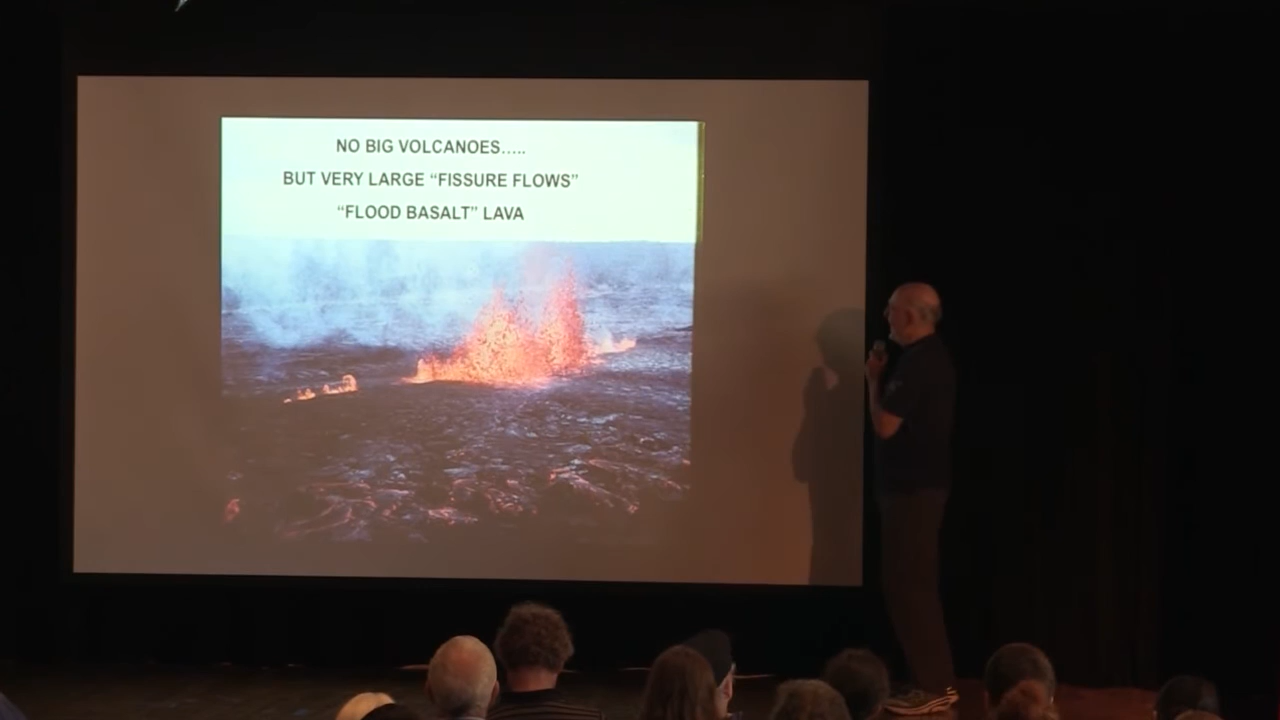 NO BIG VOLCANOES.....
BUT VERY LARGE “FISSURE FLOWS”
“FLOOD BASALT” LAVA